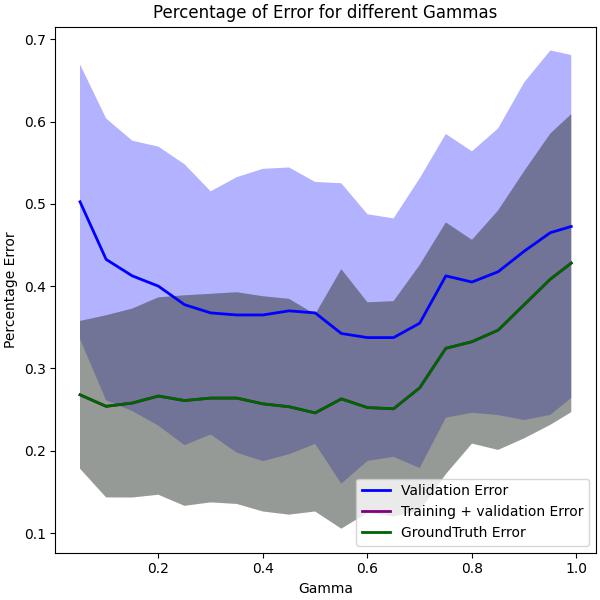 Percentage of Error for different Gammas
0.7
0.6
0.5
0.4
0.3
0.2
0.1
Percentage Error
Validation Error
Training + validation Error
GroundTruth Error
0.2 0.4 0.6 0.8 1.0
Gamma